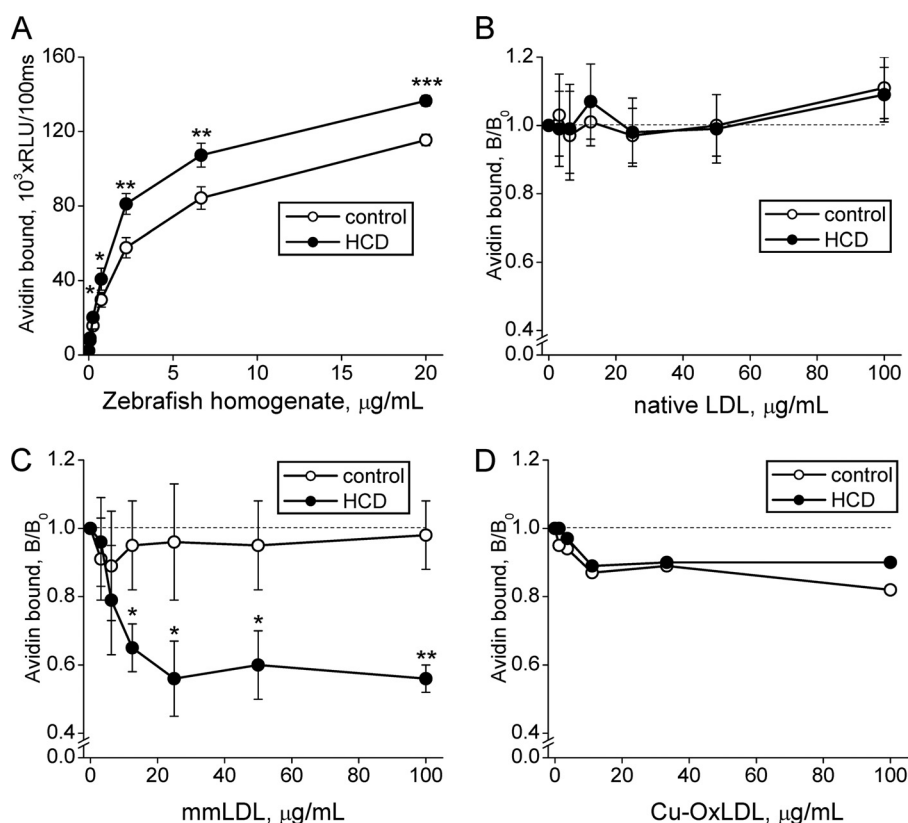 A
Avidin bound, 10³xRLU/100ms
160
120
80
40
0
*
*
**
**
***
control
HCD
0
5
10
15
20
Zebrafish homogenate, μg/mL
B
Avidin bound, B/B₀
1.2
1.0
0.8
0.6
0.4
0.0
control
HCD
0
20
40
60
80
100
native LDL, μg/mL
C
Avidin bound, B/B₀
1.2
1.0
0.8
0.6
0.4
0.0
control
HCD
*
*
*
**
0
20
40
60
80
100
mmLDL, μg/mL
D
Avidin bound, B/B₀
1.2
1.0
0.8
0.6
0.4
0.0
control
HCD
0
20
40
60
80
100
Cu-OxLDL, μg/mL